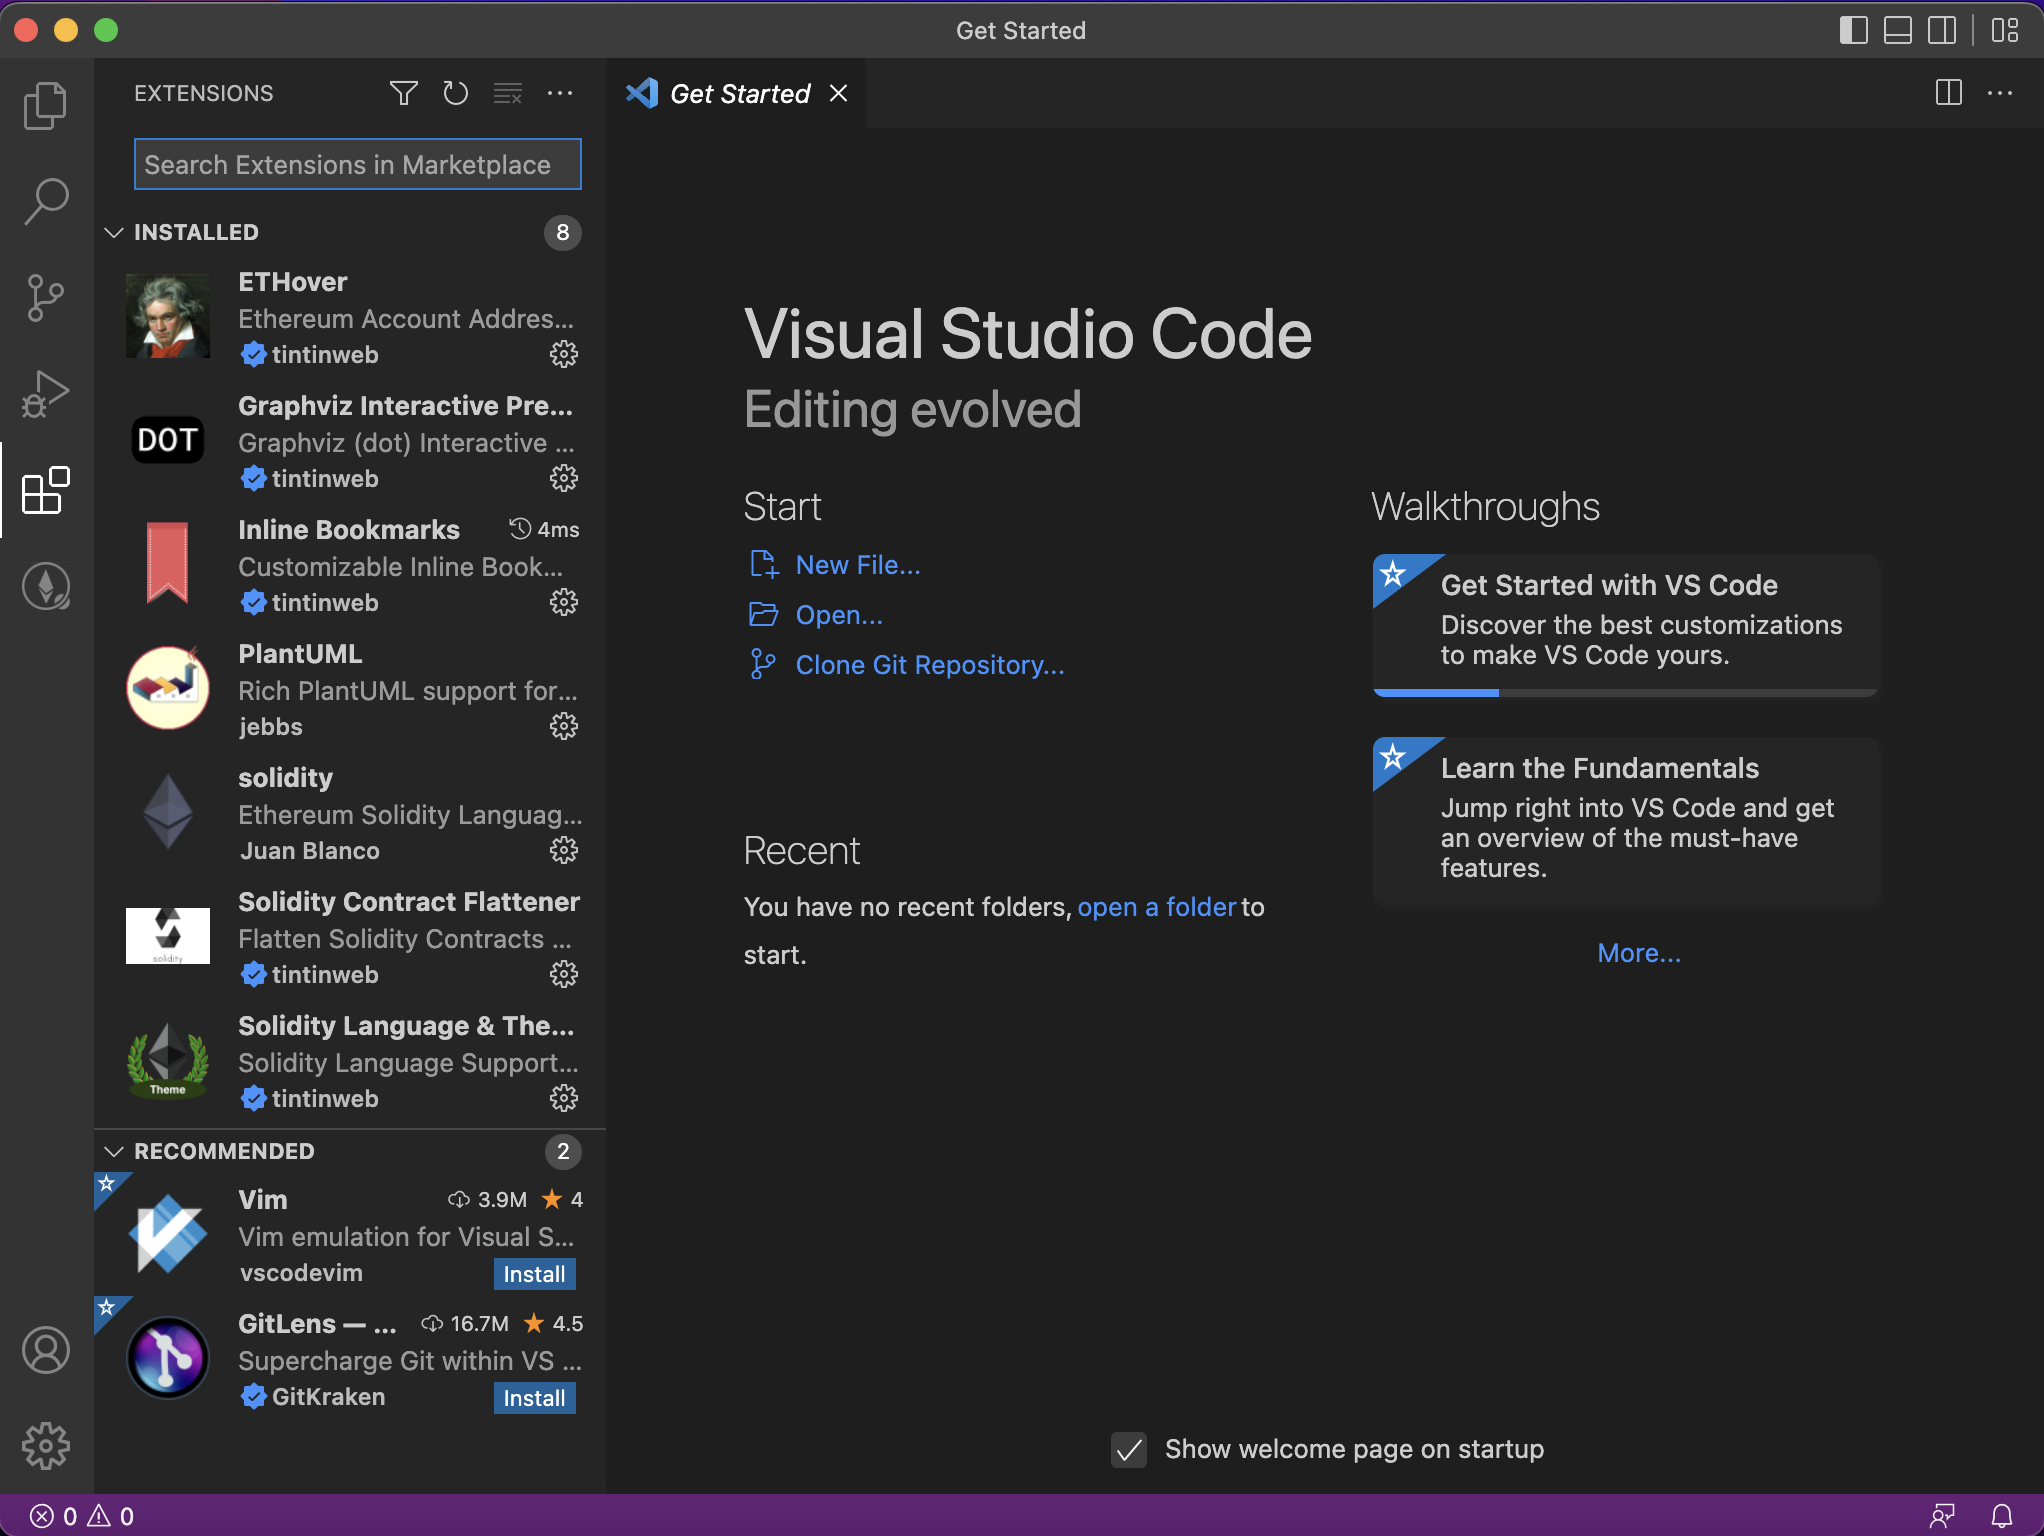 Get Started
EXTENSIONS
Search Extensions in Marketplace
INSTALLED 8
ETHover
Ethereum Account Addres...
tintinweb
DOT
Graphviz Interactive Pre...
Graphviz (dot) Interactive ...
tintinweb
Inline Bookmarks 4ms
Customizable Inline Book...
tintinweb
PlantUML
Rich PlantUML support for...
jebbs
solidity
Ethereum Solidity Languag...
Juan Blanco
solidity
Solidity Contract Flattener
Flatten Solidity Contracts ...
tintinweb
Theme
Solidity Language & The...
Solidity Language Support...
tintinweb
RECOMMENDED 2
Vim 3.9M 4
Vim emulation for Visual S...
vscodevim Install
GitLens — ... 16.7M 4.5
Supercharge Git within VS ...
GitKraken Install
Get Started
Visual Studio Code
Editing evolved
Start
New File...
Open...
Clone Git Repository...
Recent
You have no recent folders, open a folder to
start.
Walkthroughs
Get Started with VS Code
Discover the best customizations
to make VS Code yours.
Learn the Fundamentals
Jump right into VS Code and get
an overview of the must-have
features.
More...
Show welcome page on startup
0 0